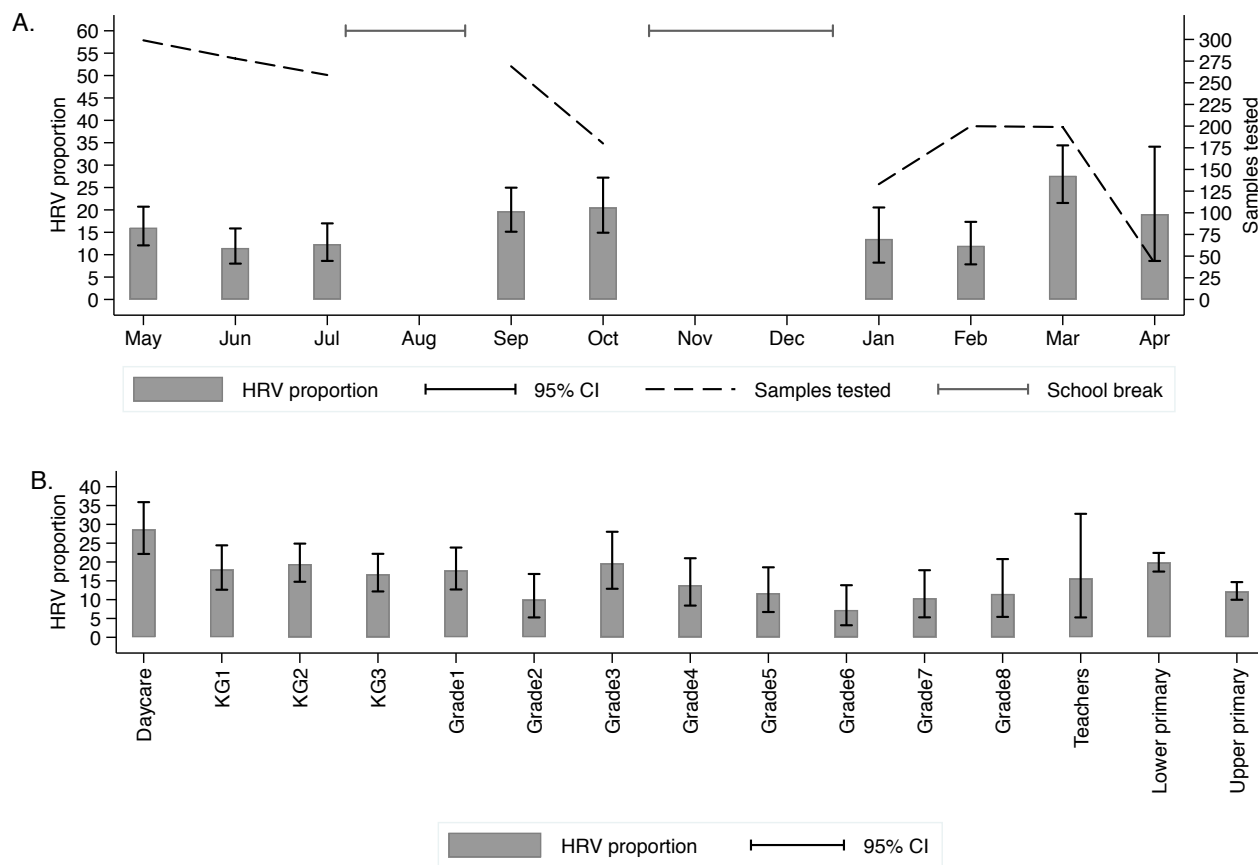 A.
HRV proportion
60
55
50
45
40
35
30
25
20
15
10
5
0
300
275
250
225
200
175
150
125
100
75
50
25
0
Samples tested
May Jun Jul Aug Sep Oct Nov Dec Jan Feb Mar Apr
HRV proportion 95% CI Samples tested School break
B.
HRV proportion
40
35
30
25
20
15
10
5
0
Daycare
KG1
KG2
KG3
Grade1
Grade2
Grade3
Grade4
Grade5
Grade6
Grade7
Grade8
Teachers
Lower primary
Upper primary
HRV proportion 95% CI